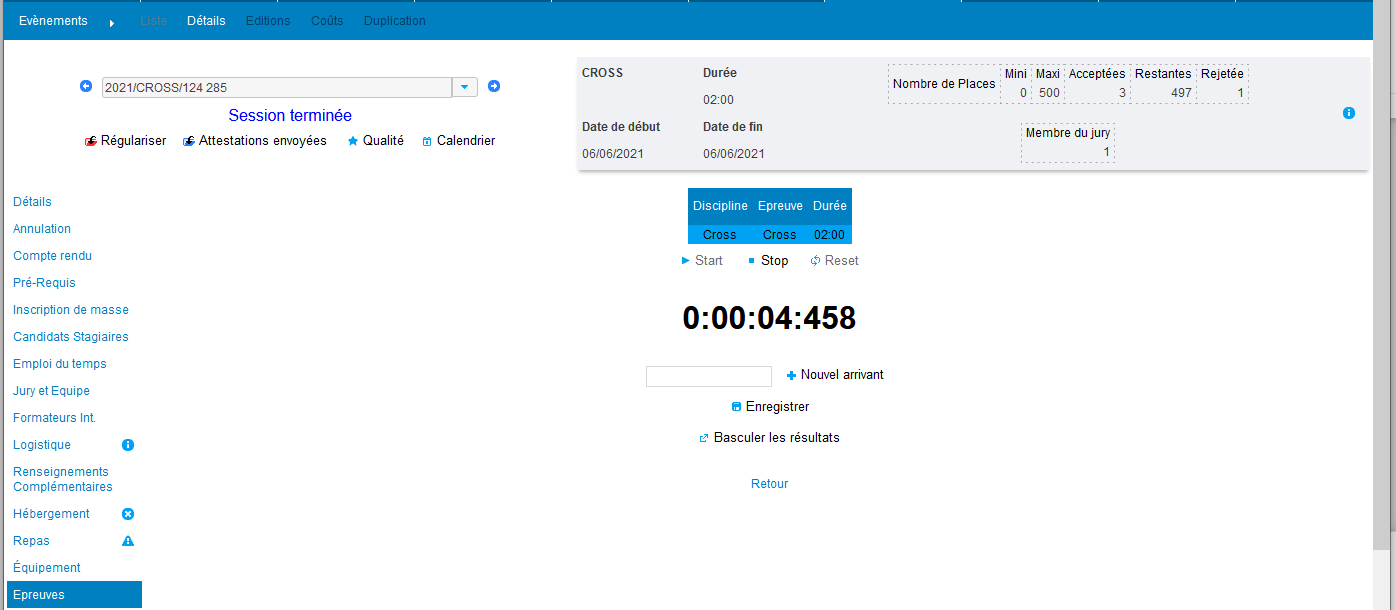 Evènements Liste Détails Editions Coûts Duplication
2021/CROSS/124 285
Session terminée
Régulariser Attestations envoyées Qualité Calendrier
CROSS Durée
02:00
Date de début Date de fin
06/06/2021 06/06/2021
Nombre de Places Mini Maxi Acceptées Restantes Rejetée
0 500 3 497 1
Membre du jury
1
Détails
Annulation
Compte rendu
Pré-Requis
Inscription de masse
Candidats Stagiaires
Emploi du temps
Jury et Equipe
Formateurs Int.
Logistique
Renseignements
Complémentaires
Hébergement
Repas
Équipement
Epreuves
Discipline Epreuve Durée
Cross Cross 02:00
Start Stop Reset
0:00:04:458
Nouvel arrivant
Enregistrer
Basculer les résultats
Retour